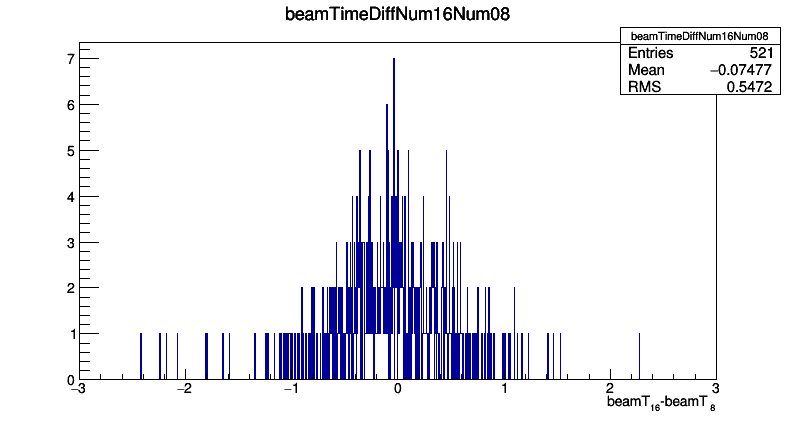 beamTimeDiffNum16Num08
beamTimeDiffNum16Num08
Entries 521
Mean −0.07477
RMS 0.5472
7
6
5
4
3
2
1
0
−3 −2 −1 0 1 2 3
beamT16-beamT8